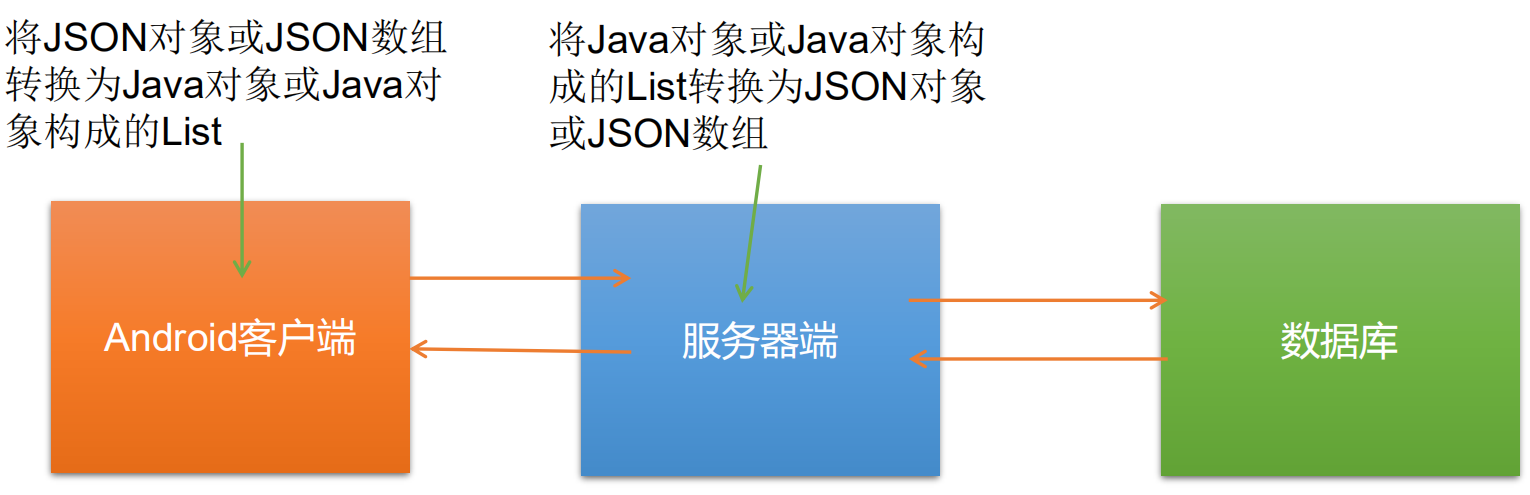 将JSON对象或JSON数组
转换为Java对象或Java对
象构成的List
将Java对象或Java对象构
成的List转换为JSON对象
或JSON数组
Android客户端
服务器端
数据库